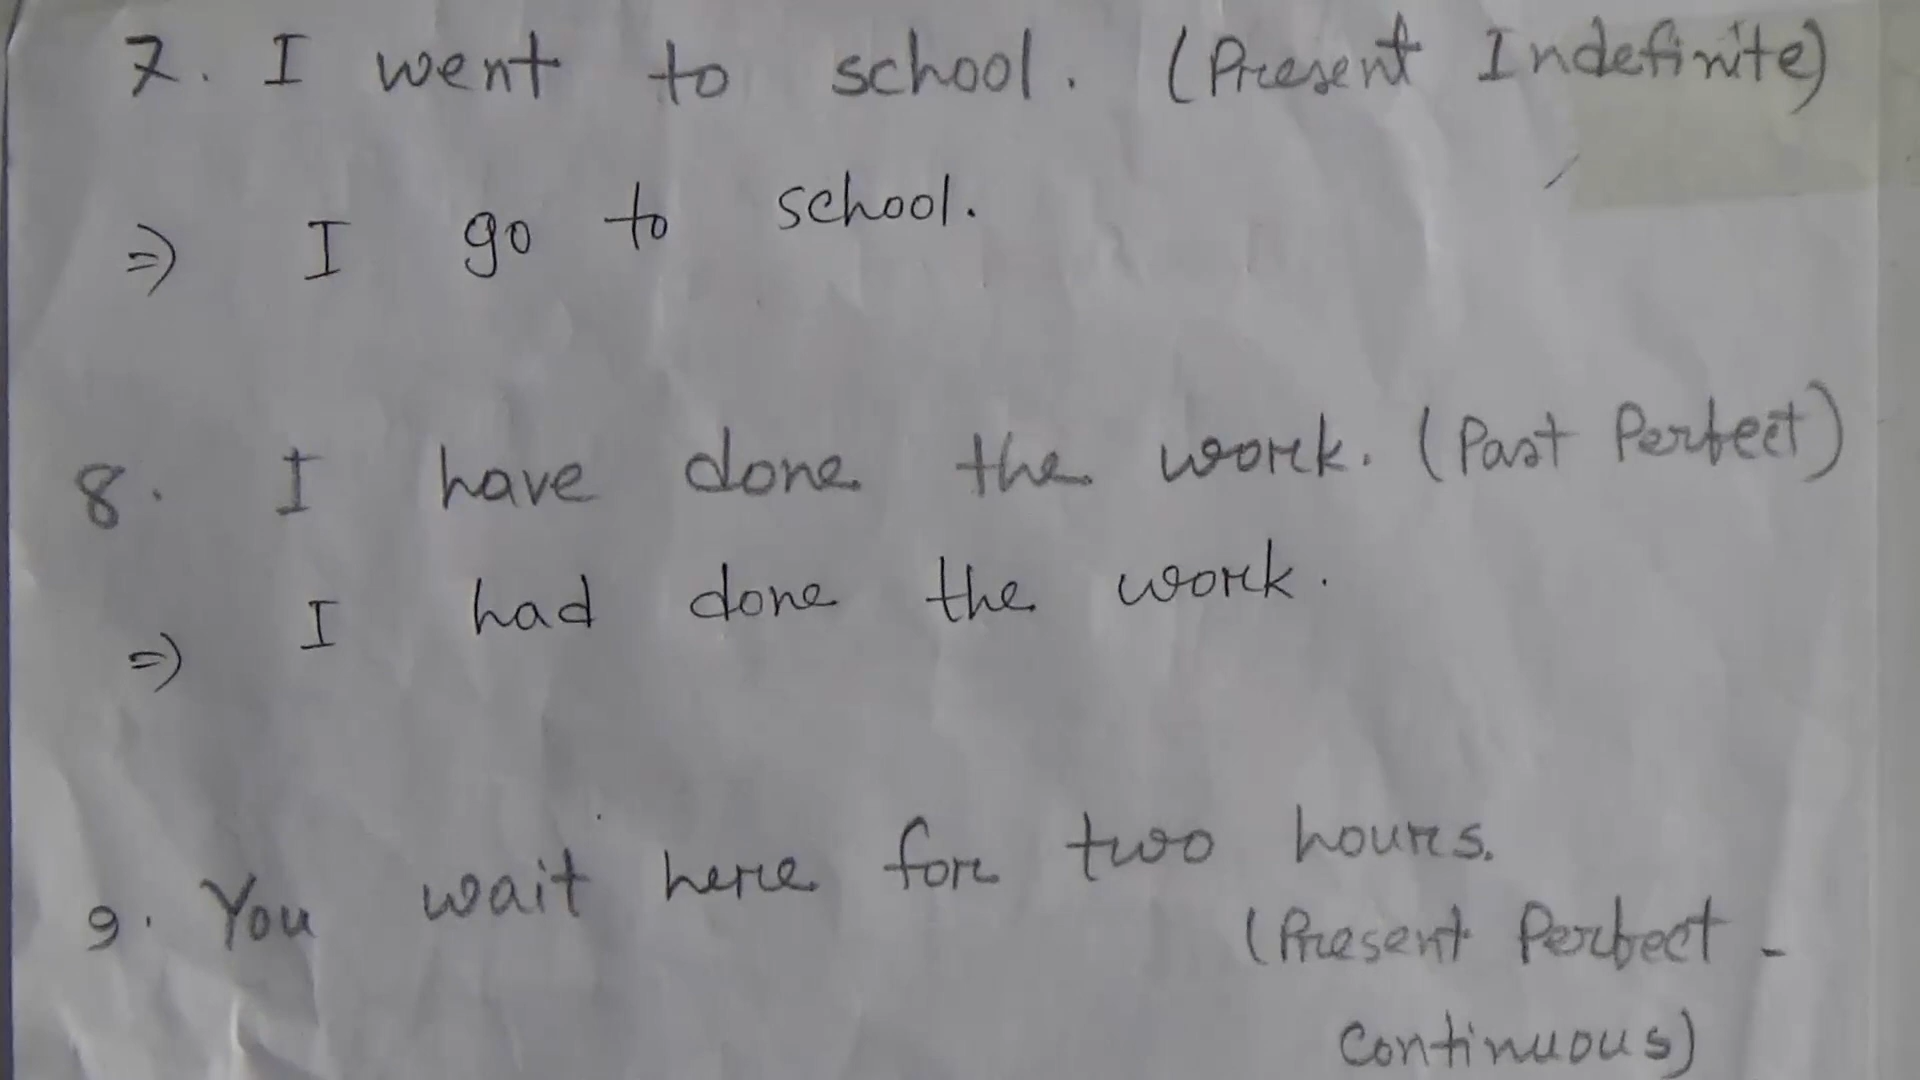 7. I went to school. (Present Indefinite)
⇒ I go to school.
8. I have done the work. (Past Perfect)
⇒ I had done the work.
9. You wait here for two hours.
(Present Perfect -
Continuous)